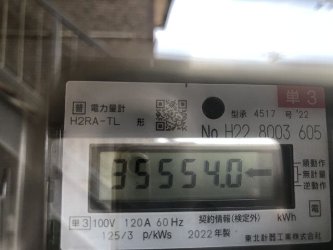 単3
普 電力量計
H2RA-TL 形
型承 4517 号 '22
No H22 8003 605
35554.0
順動作
無計量
逆動作
電
単3 100V 120A 60Hz 契約情報(検定外) kWh
125/3 p/kWs 2022年製 東北計器工業株式会社